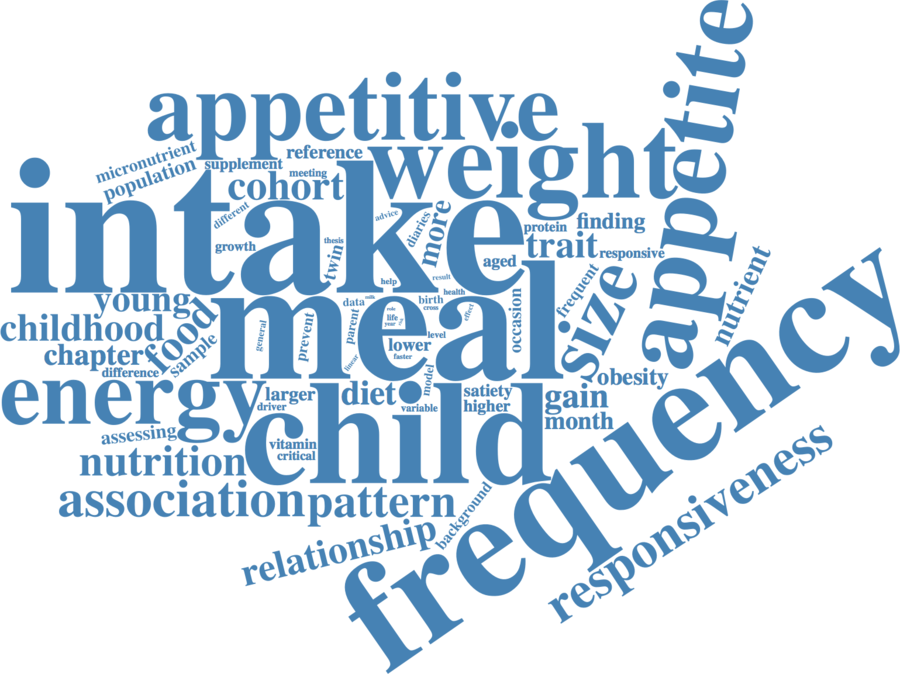 appetitive
appetite
weight
micronutrient
population
supplement
reference
meeting
cohort
intake
different
growth
thesis
twin
advice
diaries
more
protein
finding
trait
responsive
aged
result
help
health
frequent
size
nutrient
young
childhood
chapter
difference
food
sample
meal
general
prevent
parent
data
milk
birth
cross
life
year
level
lower
faster
linear
effect
occasion
obesity
frequency
energy
larger
driver
diet
model
variable
satiety
higher
gain
month
assessing
nutrition
vitamin
critical
child
association
pattern
background
relationship
responsiveness